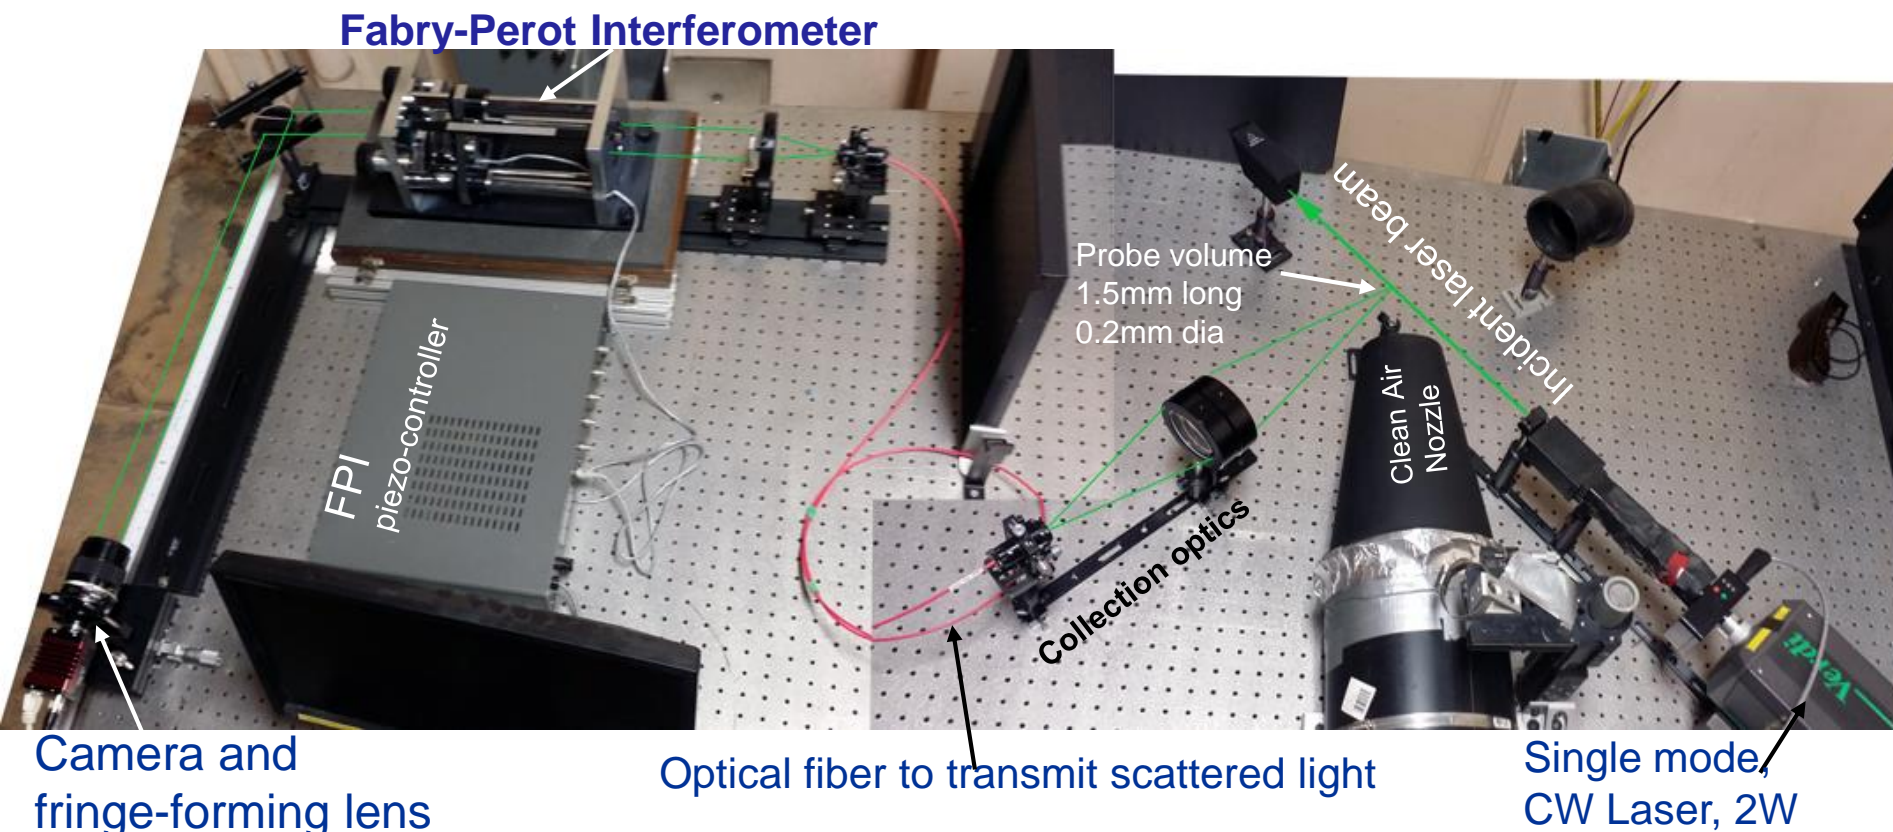 Fabry-Perot Interferometer
Incident laser beam
Probe volume
1.5mm long
0.2mm dia
FPI
piezo-controller
Clean Air
Nozzle
Collection optics
Verdi
Camera and
fringe-forming lens
Optical fiber to transmit scattered light
Single mode,
CW Laser, 2W